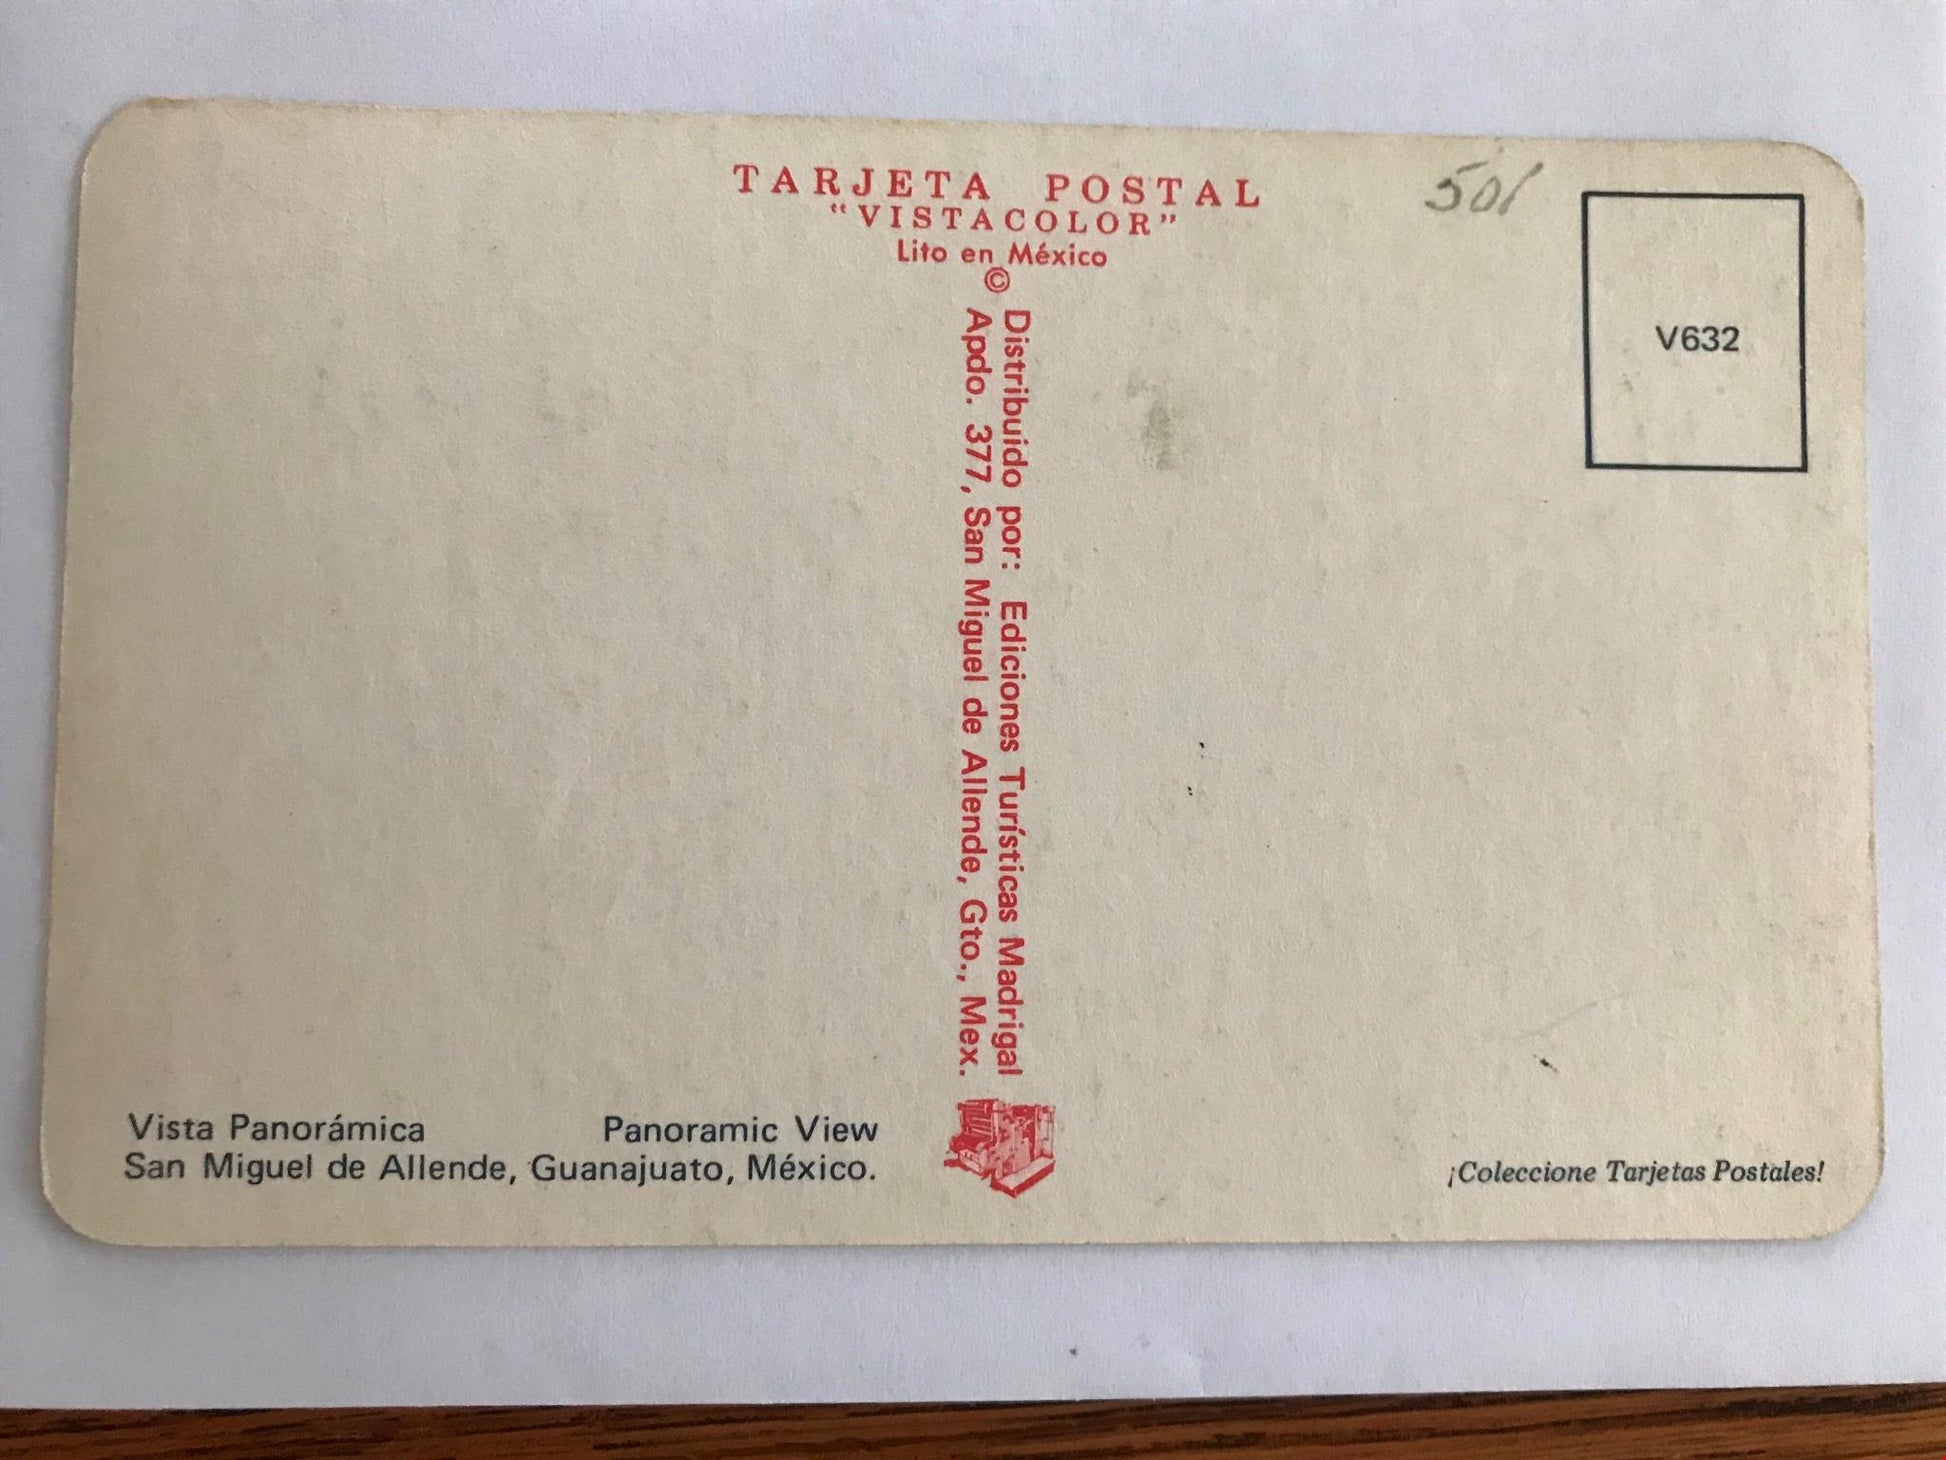 TARJETA POSTAL
"VISTACOLOR"
Lito en México
©
Distribuido por: Ediciones Turísticas Madrigal
Apdo. 377, San Miguel de Allende, Gto., Mex.
V632
Vista Panorámica Panoramic View
San Miguel de Allende, Guanajuato, México.
¡Coleccione Tarjetas Postales!